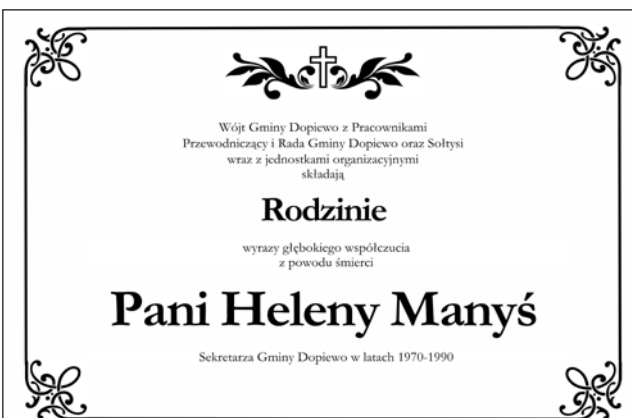 Wójt Gminy Dopiewo z Pracownikami
Przewodniczący i Rada Gminy Dopiewo oraz Sołtysi
wraz z jednostkami organizacyjnymi
składają
Rodzinie
wyrazy głębokiego współczucia
z powodu śmierci
Pani Heleny Manyś
Sekretarza Gminy Dopiewo w latach 1970-1990